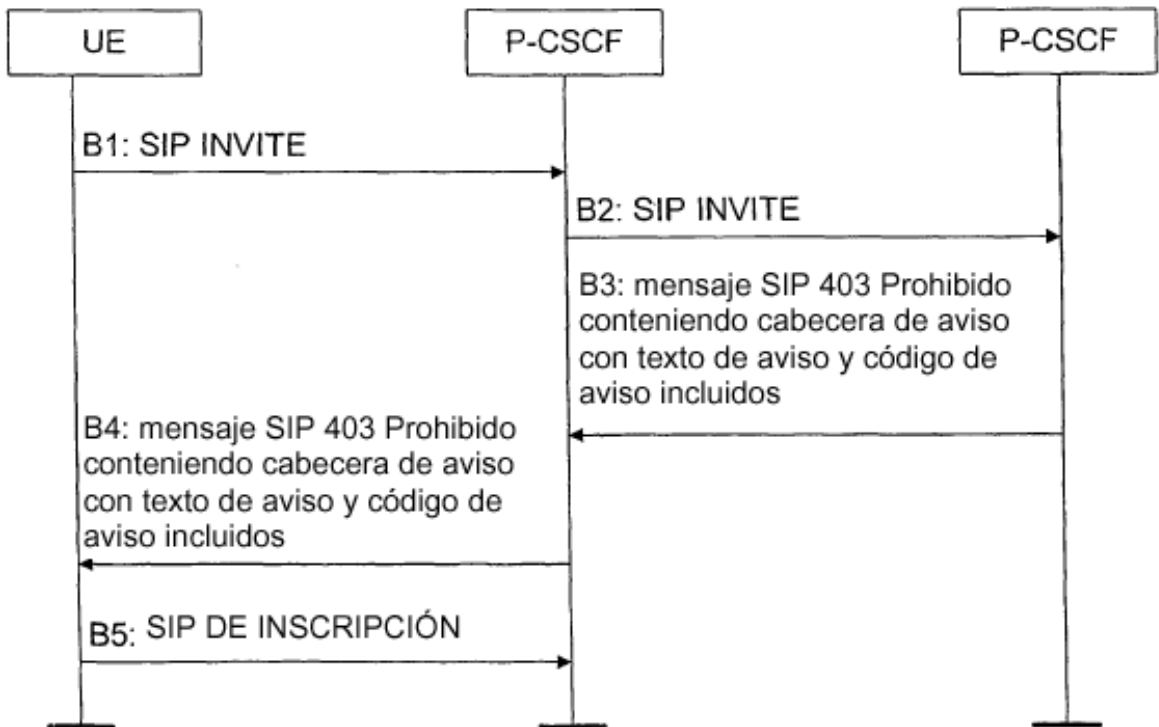 UE
P-CSCF
P-CSCF
B1: SIP INVITE
B2: SIP INVITE
B3: mensaje SIP 403 Prohibido
conteniendo cabecera de aviso
con texto de aviso y código de
aviso incluidos
B4: mensaje SIP 403 Prohibido
conteniendo cabecera de aviso
con texto de aviso y código de
aviso incluidos
B5: SIP DE INSCRIPCIÓN